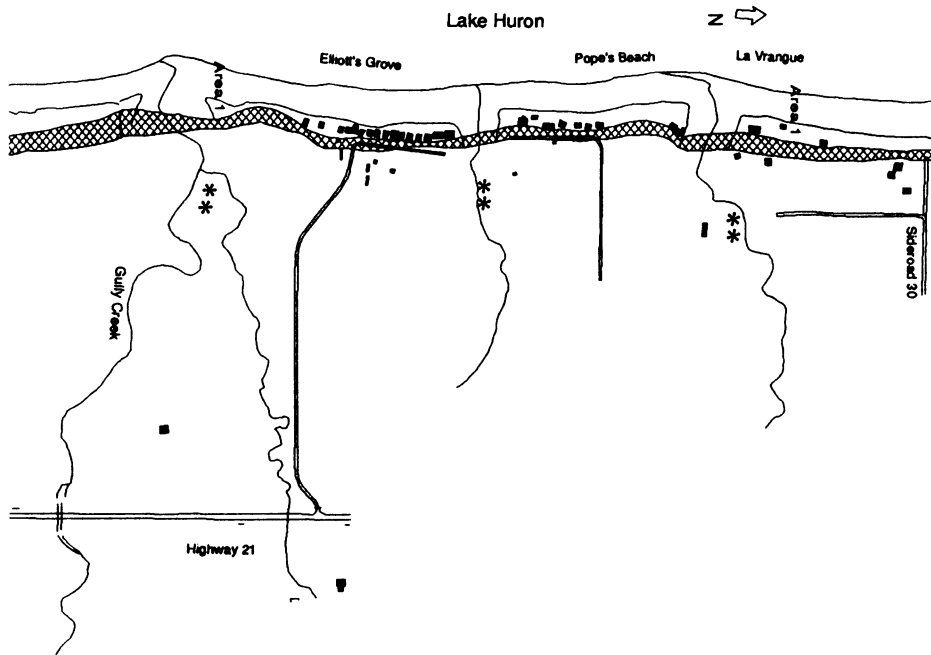 Lake Huron
N
Elliott's Grove
Pope's Beach
La Vrangue
Area 1
Area 1
Sideroad 30
Gully Creek
Highway 21